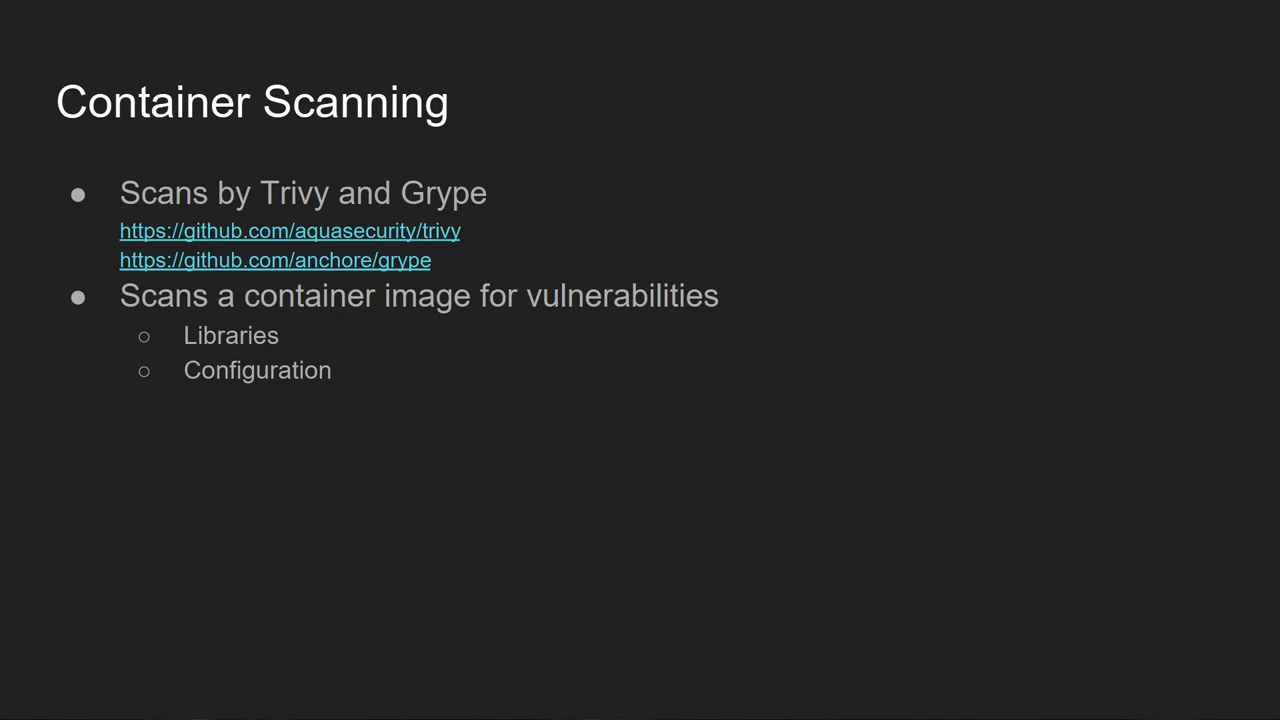 Container Scanning
● Scans by Trivy and Grype
https://github.com/aquasecurity/trivy
https://github.com/anchore/grype
● Scans a container image for vulnerabilities
○ Libraries
○ Configuration